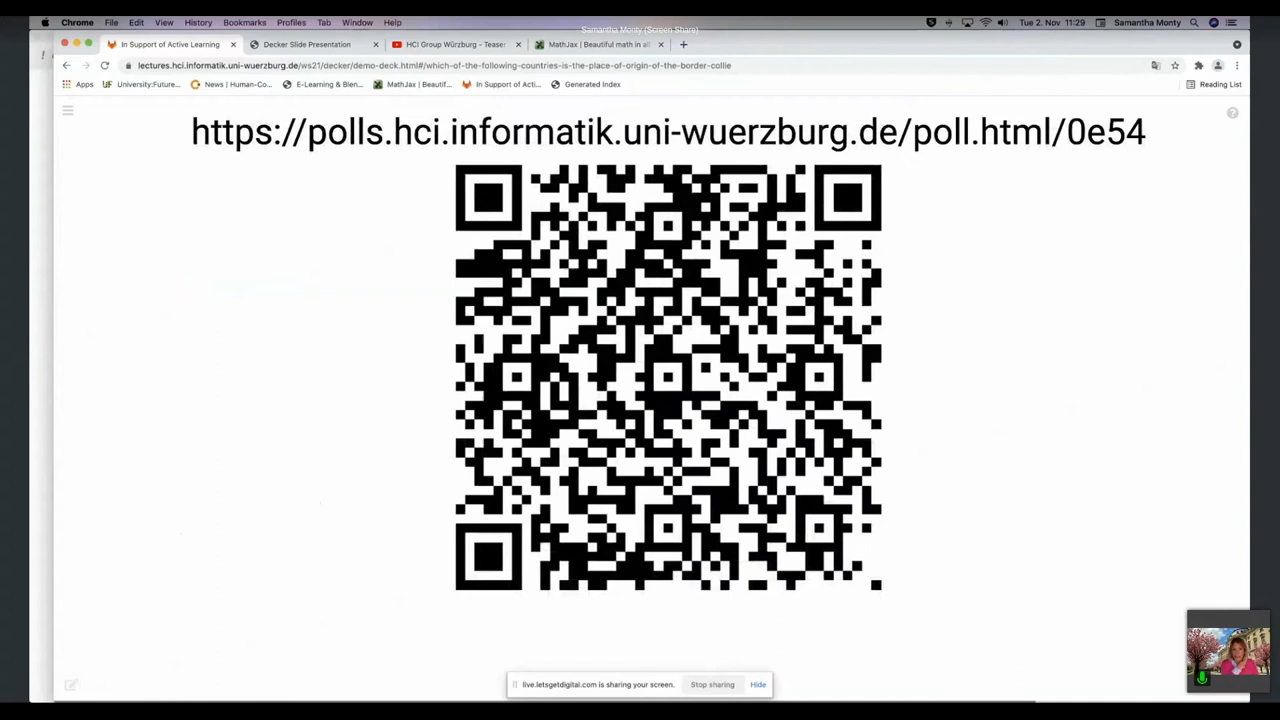 Chrome File Edit View History Bookmarks Profiles Tab Window Help Tue 2. Nov 11:29 Samantha Monty
Samantha Monty (Screen Share)
In Support of Active Learning Decker Slide Presentation HCI Group Würzburg - Teaser MathJax | Beautiful math in all
lectures.hci.informatik.uni-wuerzburg.de/ws21/decker/demo-deck.html#/which-of-the-following-countries-is-the-place-of-origin-of-the-border-collie
Apps University:Future... News | Human-Co... E-Learning & Blen... MathJax | Beautif... In Support of Acti... Generated Index Reading List
https://polls.hci.informatik.uni-wuerzburg.de/poll.html/0e54
live.letsgetdigital.com is sharing your screen. Stop sharing Hide